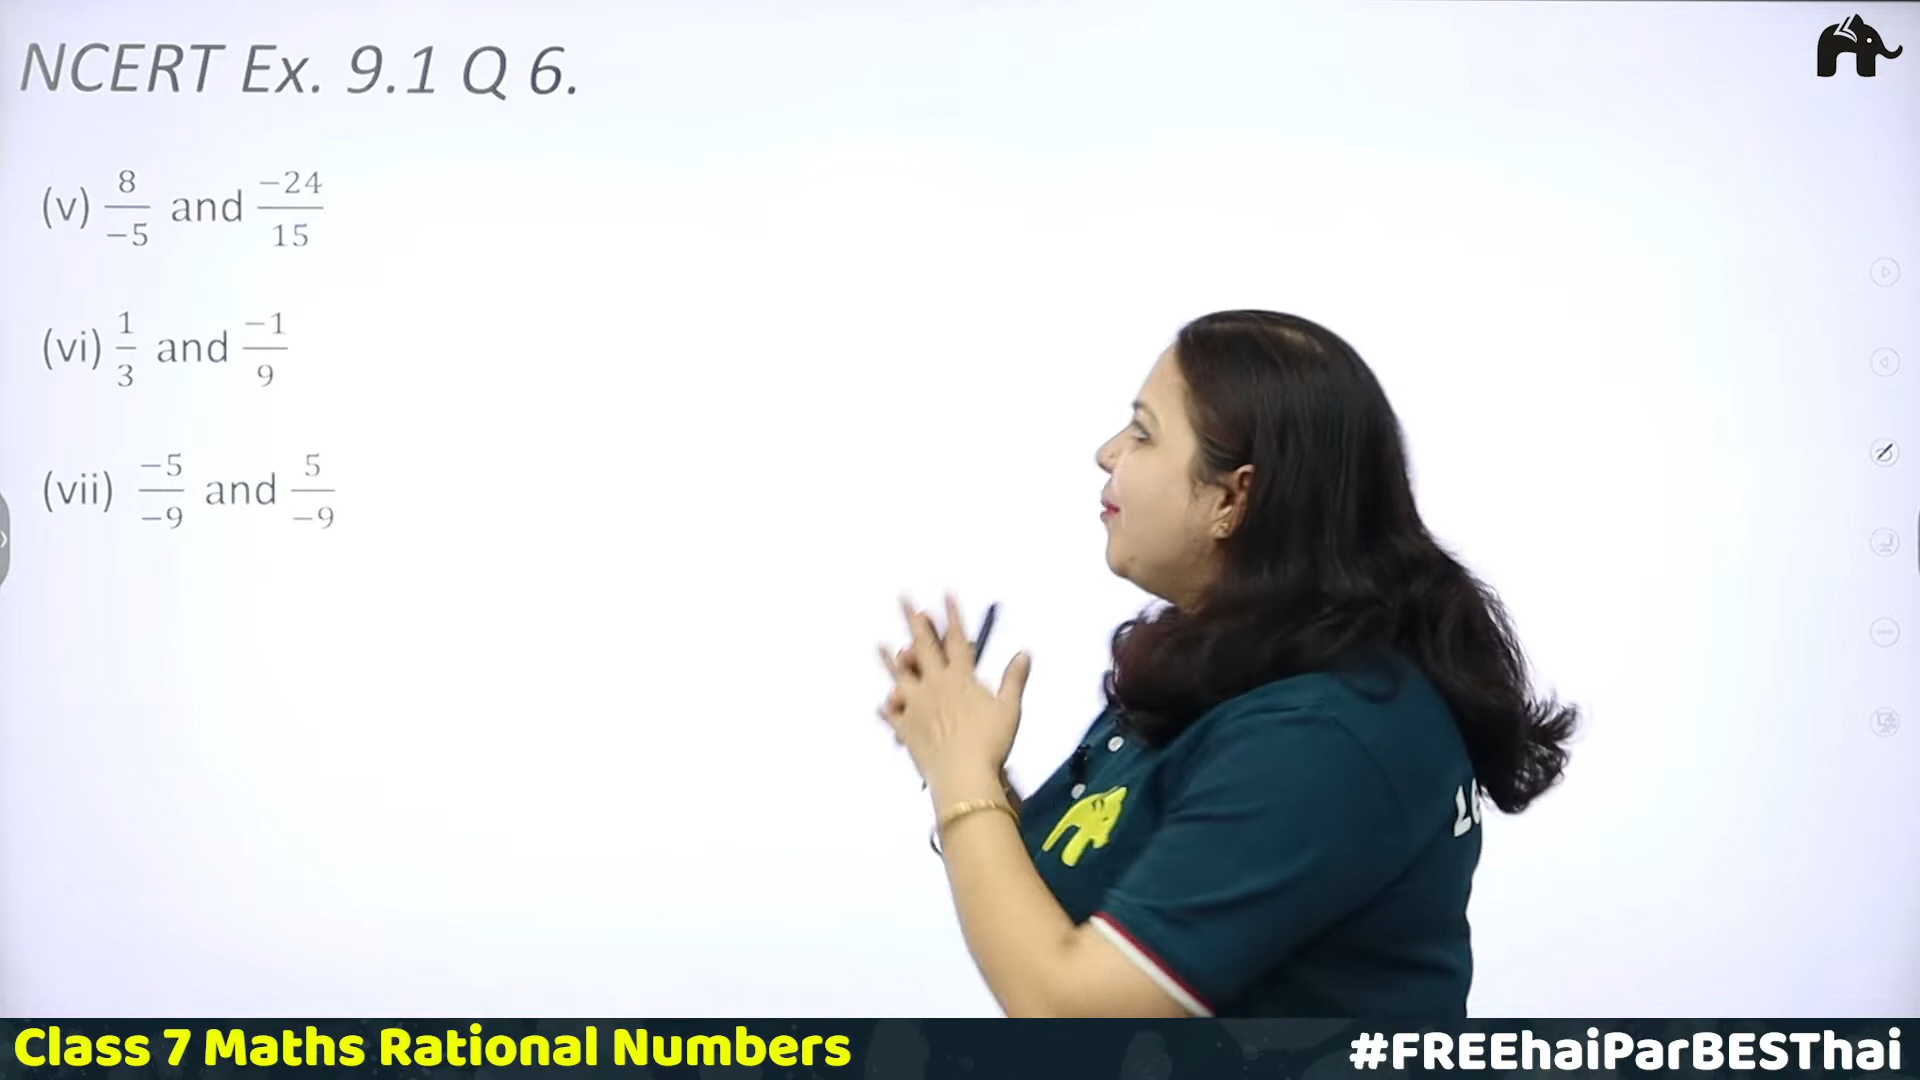 NCERT Ex. 9.1 Q 6.
(v) 8/−5 and −24/15
(vi) 1/3 and −1/9
(vii) −5/−9 and 5/−9
Class 7 Maths Rational Numbers
#FREEhaiParBESThai